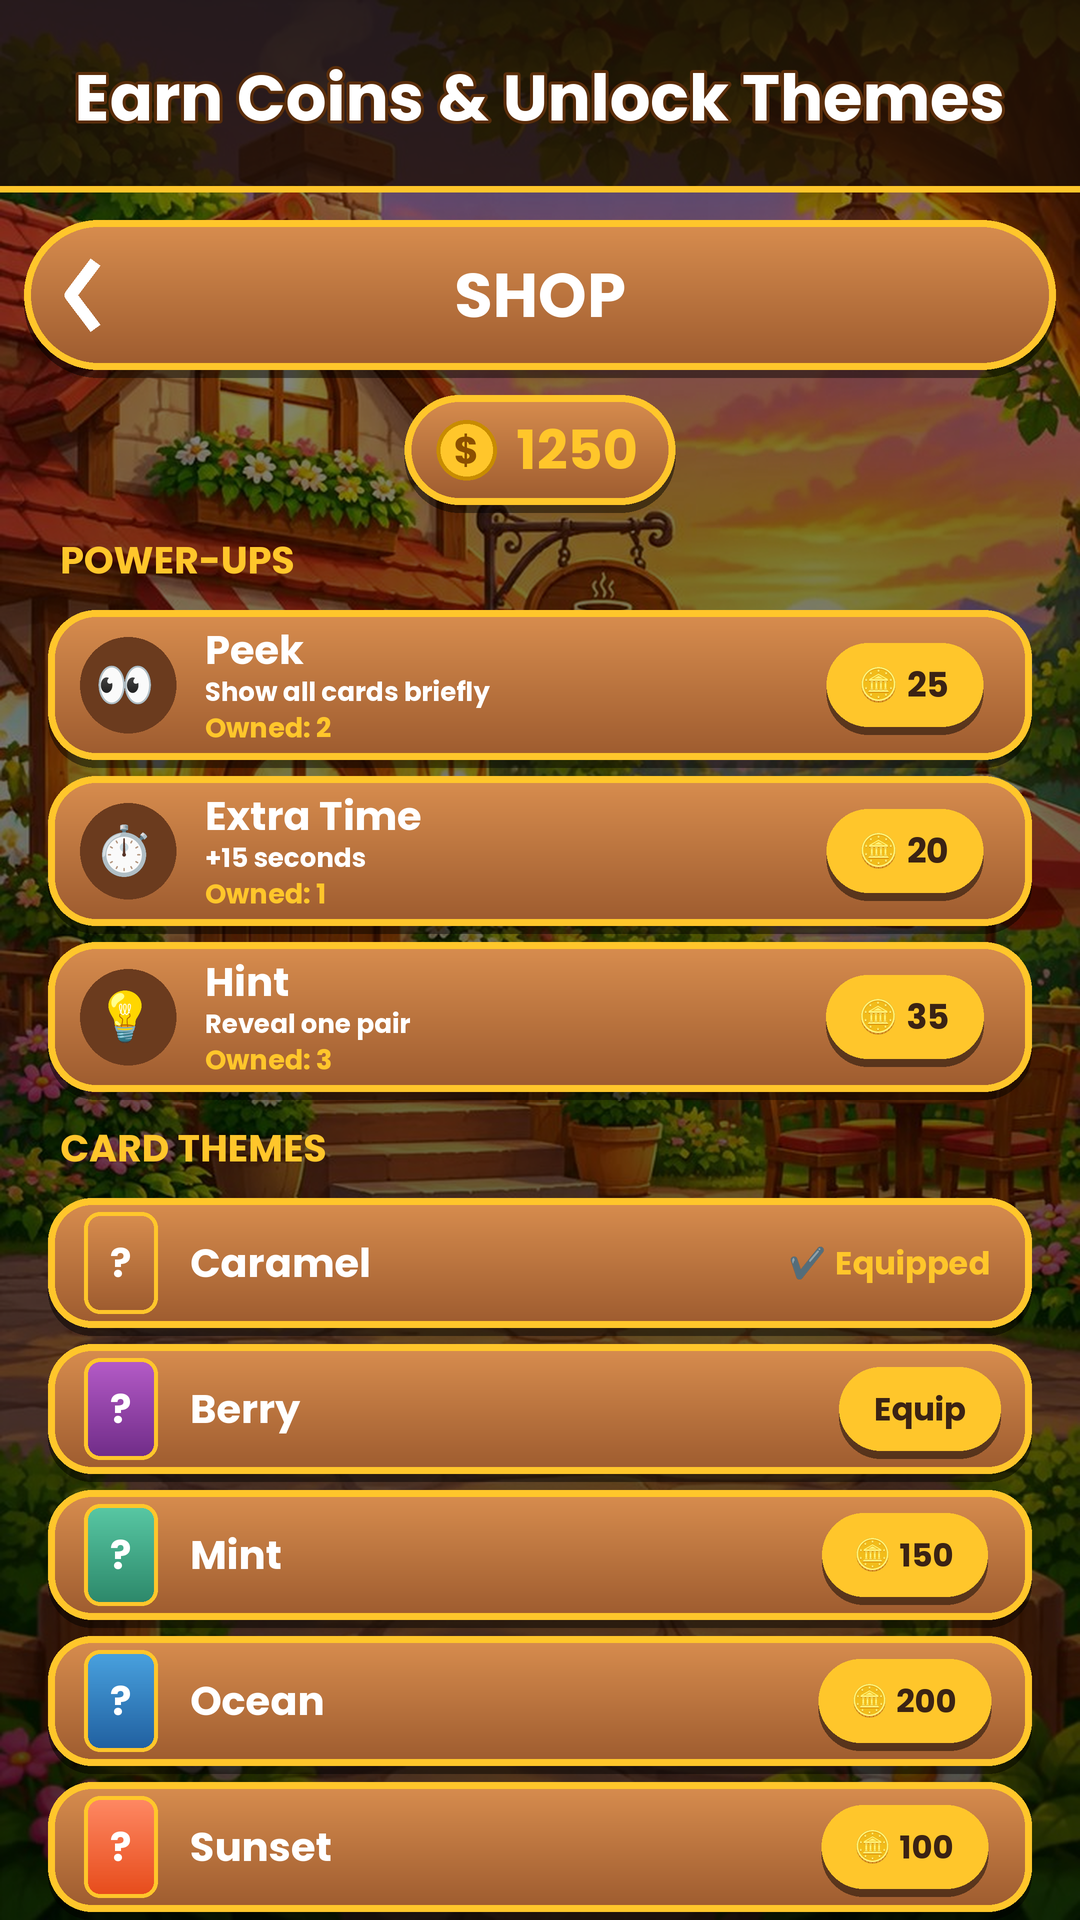 Earn Coins & Unlock Themes
SHOP
$ 1250
POWER-UPS
Peek
Show all cards briefly
Owned: 2
25
Extra Time
+15 seconds
Owned: 1
20
Hint
Reveal one pair
Owned: 3
35
CARD THEMES
? Caramel ✔ Equipped
? Berry Equip
? Mint 150
? Ocean 200
? Sunset 100